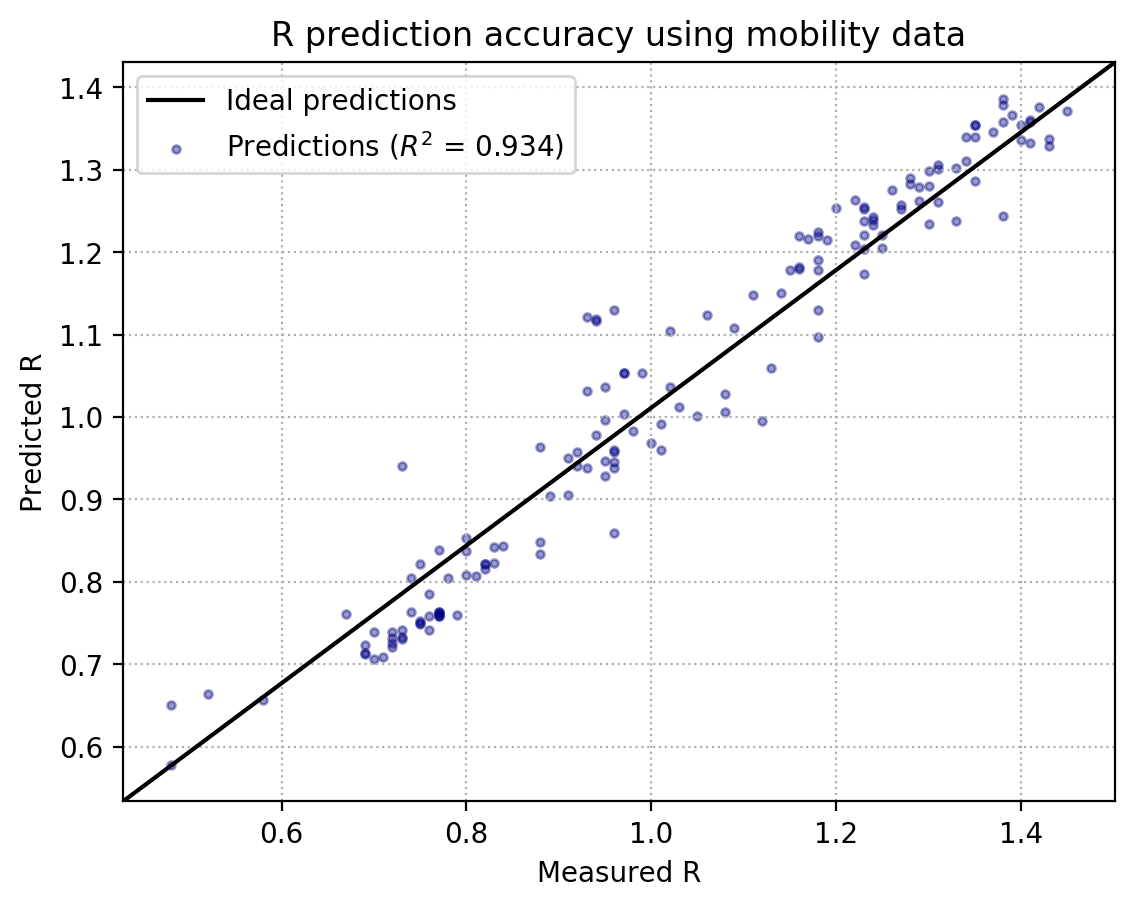 R prediction accuracy using mobility data
Ideal predictions
Predictions (R² = 0.934)
1.4
1.3
1.2
1.1
1.0
0.9
0.8
0.7
0.6
Predicted R
0.6 0.8 1.0 1.2 1.4
Measured R